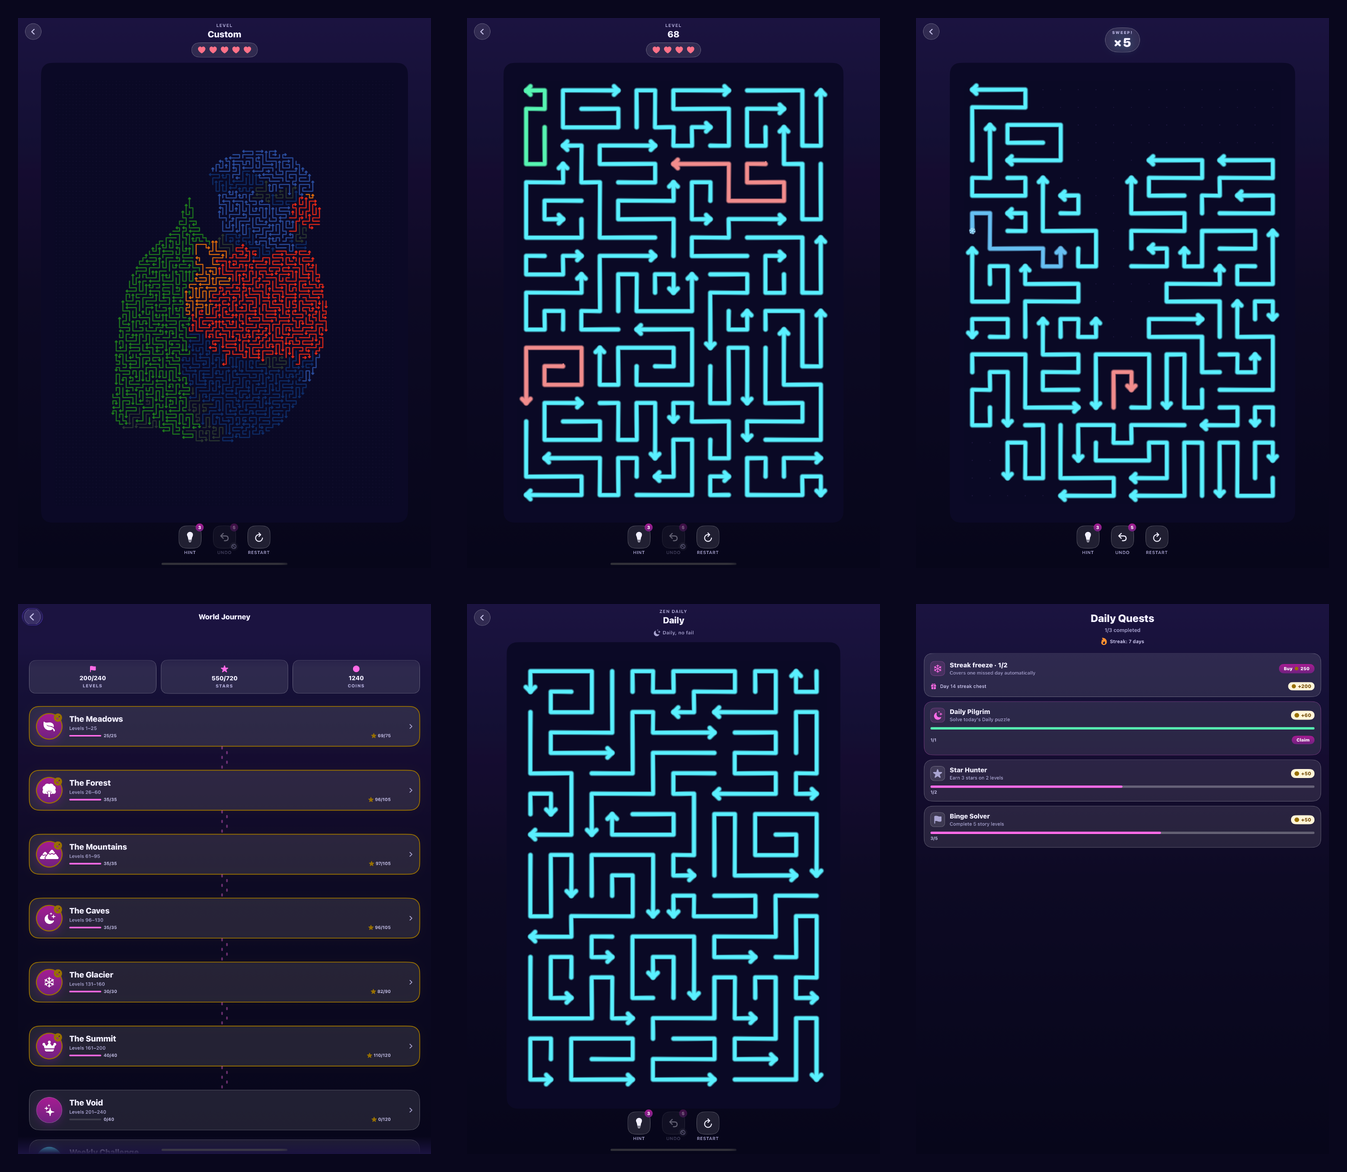 LEVEL
Custom
3
HINT
UNDO
RESTART
LEVEL
68
3
HINT
UNDO
RESTART
SWEEP!
×5
3
5
HINT
UNDO
RESTART
World Journey
200/240
LEVELS
550/720
STARS
1240
COINS
The Meadows
Levels 1–25
25/25
69/75
The Forest
Levels 26–60
35/35
96/105
The Mountains
Levels 61–95
35/35
97/105
The Caves
Levels 96–130
35/35
96/105
The Glacier
Levels 131–160
30/30
82/90
The Summit
Levels 161–200
40/40
110/120
The Void
Levels 201–240
0/40
0/120
Weekly Challenge
ZEN DAILY
Daily
Daily, no fail
3
HINT
UNDO
RESTART
Daily Quests
1/3 completed
Streak: 7 days
Streak freeze · 1/2
Covers one missed day automatically
Buy 250
Day 14 streak chest
+200
Daily Pilgrim
Solve today's Daily puzzle
+60
1/1
Claim
Star Hunter
Earn 3 stars on 2 levels
+50
1/2
Binge Solver
Complete 5 story levels
+50
3/5